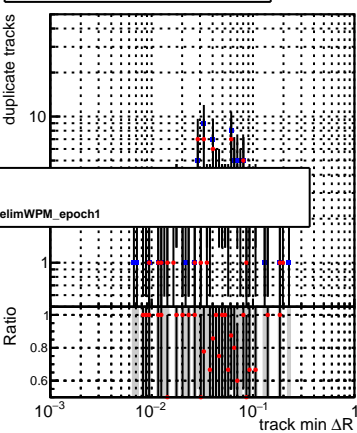 duplicate tracks
10
elimWPM_epoch1
1
Ratio
1
0.8
0.6
10⁻³ 10⁻² 10⁻¹ 1
track min ΔR